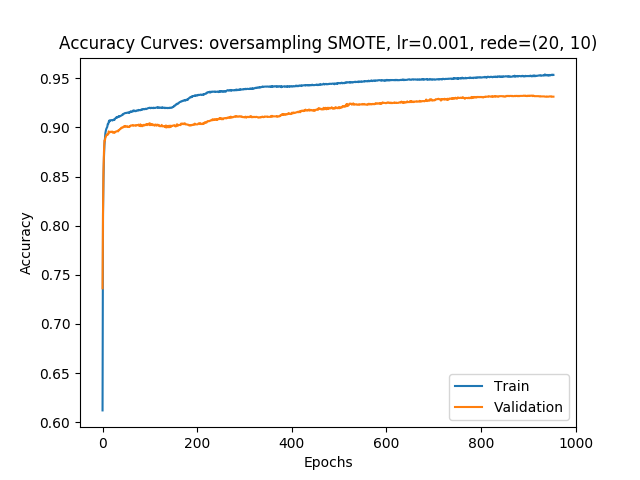 Accuracy Curves: oversampling SMOTE, lr=0.001, rede=(20, 10)
Accuracy
0.95
0.90
0.85
0.80
0.75
0.70
0.65
0.60
Train
Validation
0 200 400 600 800 1000
Epochs